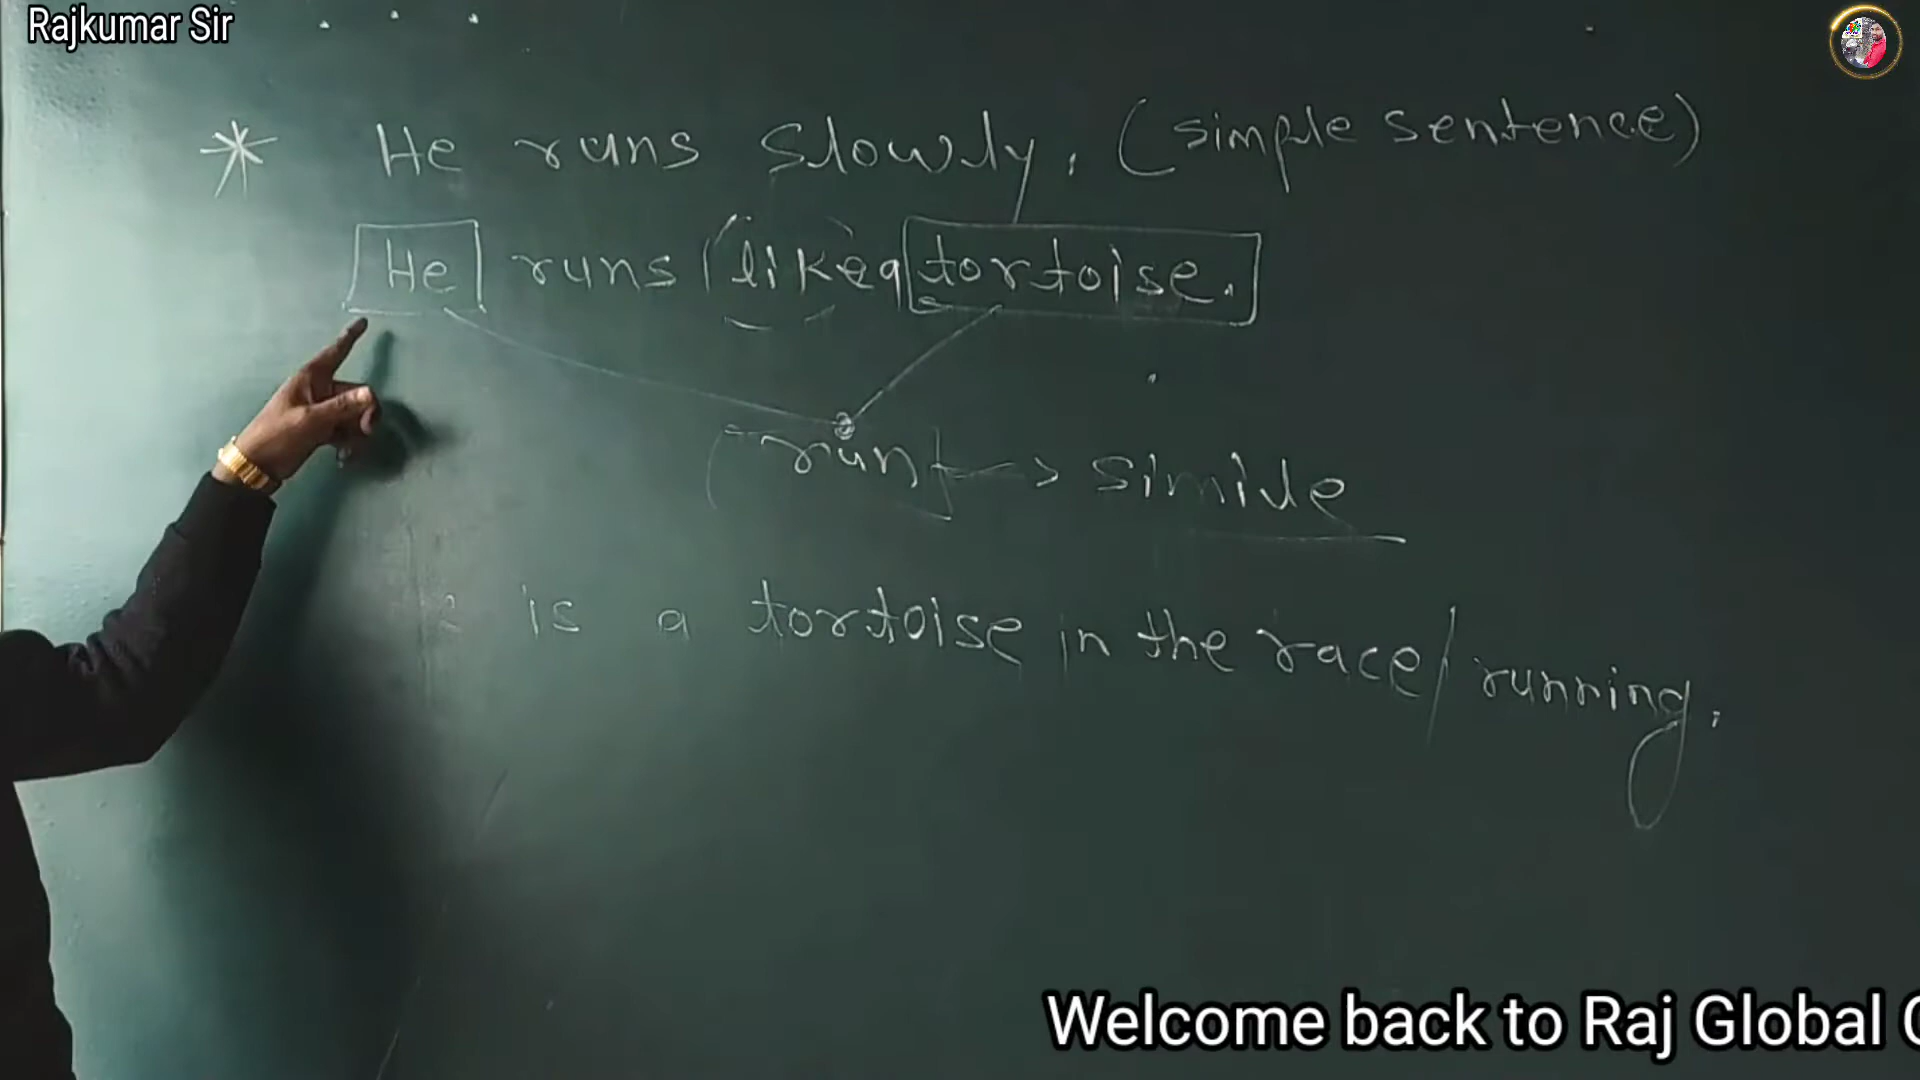 Rajkumar Sir
* He runs slowly. (simple sentence)
He runs like a tortoise.
run → simile
is a tortoise in the race / running.
Welcome back to Raj Global